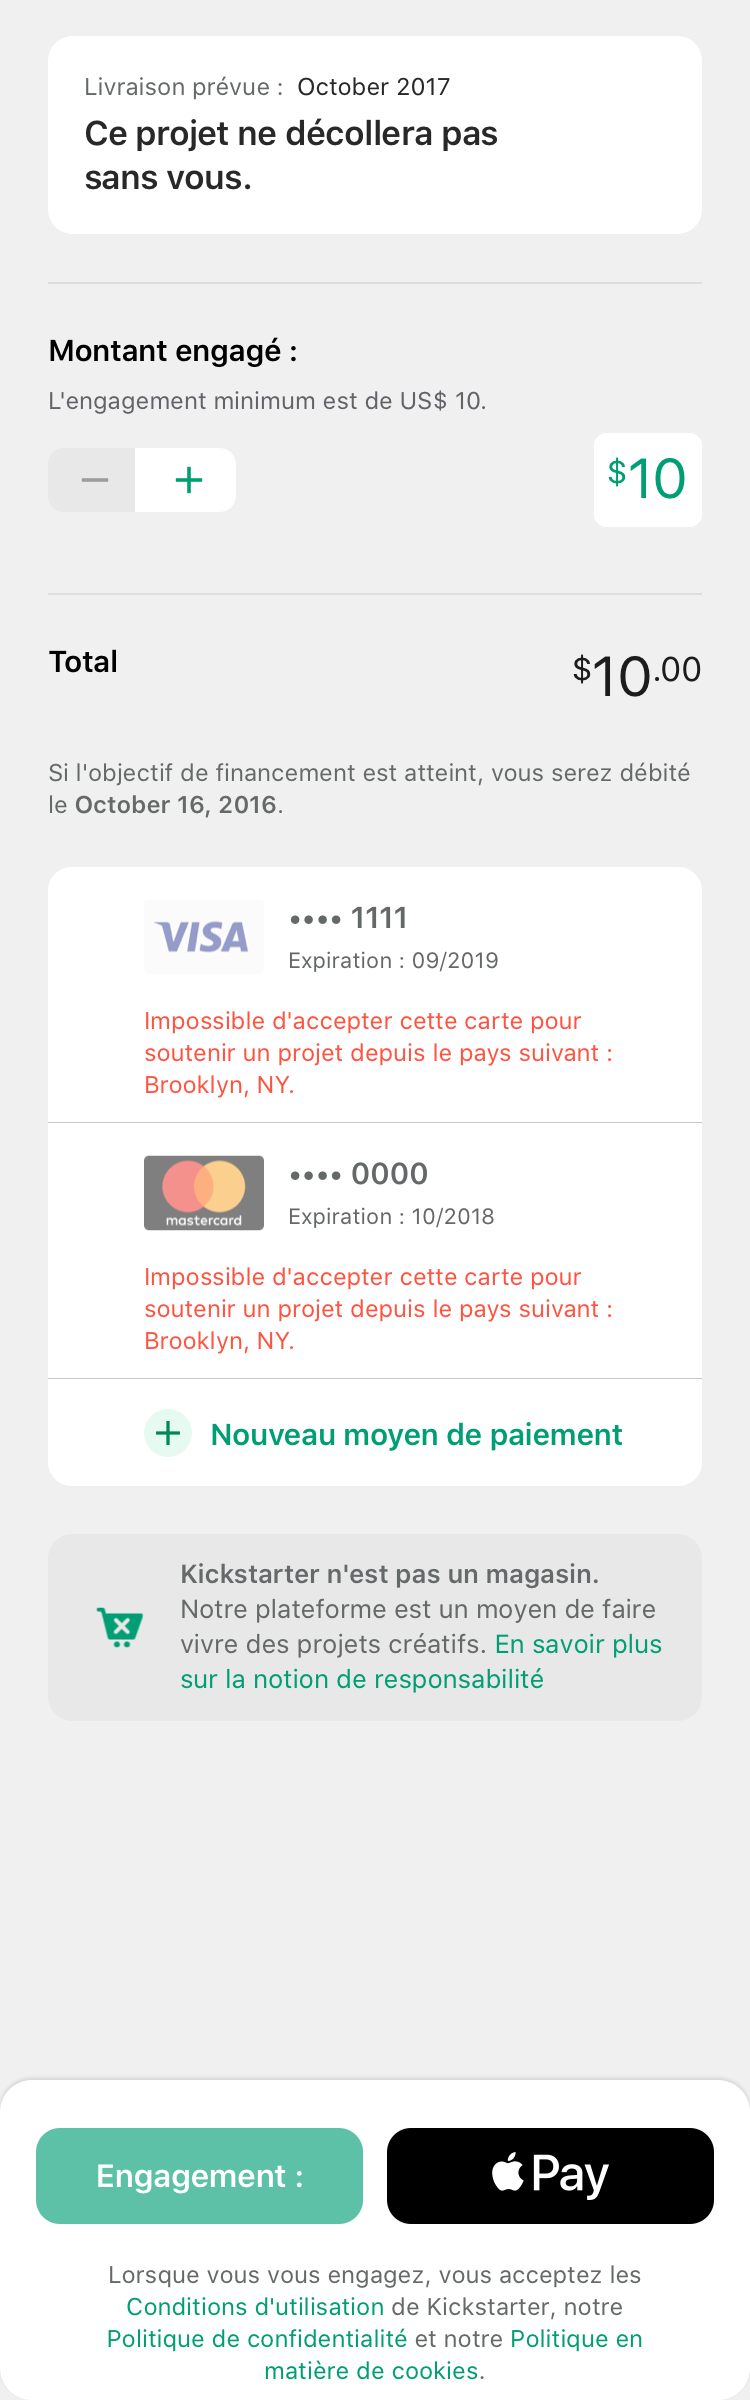 Livraison prévue : October 2017
Ce projet ne décollera pas
sans vous.
Montant engagé :
L'engagement minimum est de US$ 10.
− +
$10
Total
$10.00
Si l'objectif de financement est atteint, vous serez débité
le October 16, 2016.
VISA
•••• 1111
Expiration : 09/2019
Impossible d'accepter cette carte pour
soutenir un projet depuis le pays suivant :
Brooklyn, NY.
mastercard
•••• 0000
Expiration : 10/2018
Impossible d'accepter cette carte pour
soutenir un projet depuis le pays suivant :
Brooklyn, NY.
+ Nouveau moyen de paiement
Kickstarter n'est pas un magasin.
Notre plateforme est un moyen de faire
vivre des projets créatifs. En savoir plus
sur la notion de responsabilité
Engagement :
Pay
Lorsque vous vous engagez, vous acceptez les
Conditions d'utilisation de Kickstarter, notre
Politique de confidentialité et notre Politique en
matière de cookies.